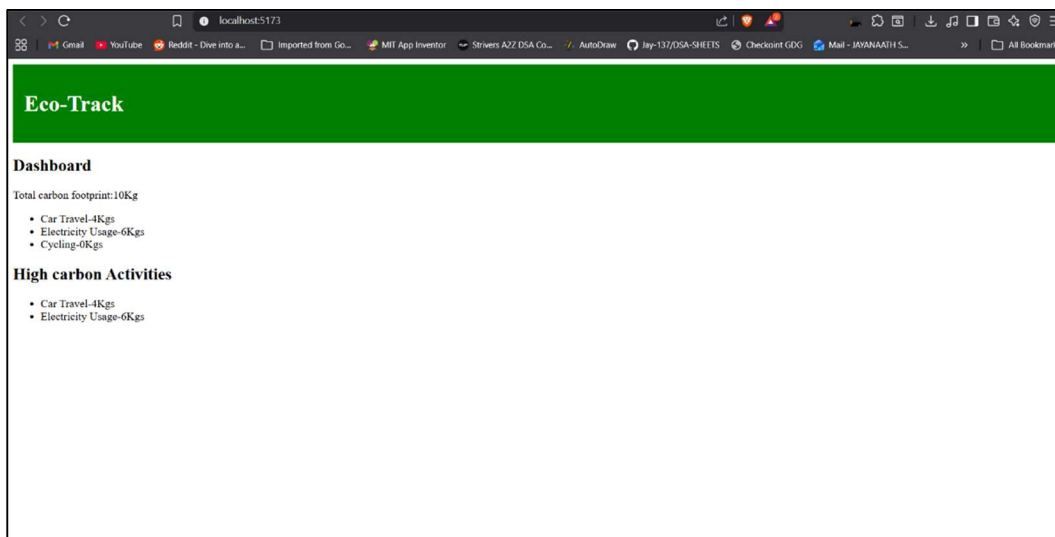 localhost:5173
Gmail YouTube Reddit - Dive into a... Imported from Go... MIT App Inventor Strivers A2Z DSA Co... AutoDraw Jay-137/DSA-SHEETS Checkoint GDG Mail - JAYANAATH S... » All Bookmar
Eco-Track
Dashboard
Total carbon footprint:10Kg
• Car Travel-4Kgs
• Electricity Usage-6Kgs
• Cycling-0Kgs
High carbon Activities
• Car Travel-4Kgs
• Electricity Usage-6Kgs